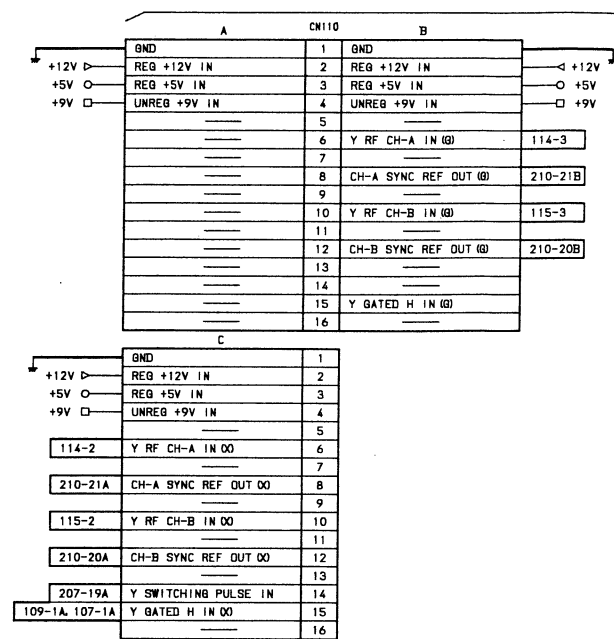 CN110
A B
GND 1 GND
+12V REG +12V IN 2 REG +12V IN +12V
+5V REG +5V IN 3 REG +5V IN +5V
+9V UNREG +9V IN 4 UNREG +9V IN +9V
5
6 Y RF CH-A IN (G) 114-3
7
8 CH-A SYNC REF OUT (G) 210-21B
9
10 Y RF CH-B IN (G) 115-3
11
12 CH-B SYNC REF OUT (G) 210-20B
13
14
15 Y GATED H IN (G)
16
C
GND 1
+12V REG +12V IN 2
+5V REG +5V IN 3
+9V UNREG +9V IN 4
5
114-2 Y RF CH-A IN (X) 6
7
210-21A CH-A SYNC REF OUT (X) 8
9
115-2 Y RF CH-B IN (X) 10
11
210-20A CH-B SYNC REF OUT (X) 12
13
207-19A Y SWITCHING PULSE IN 14
109-1A, 107-1A Y GATED H IN (X) 15
16